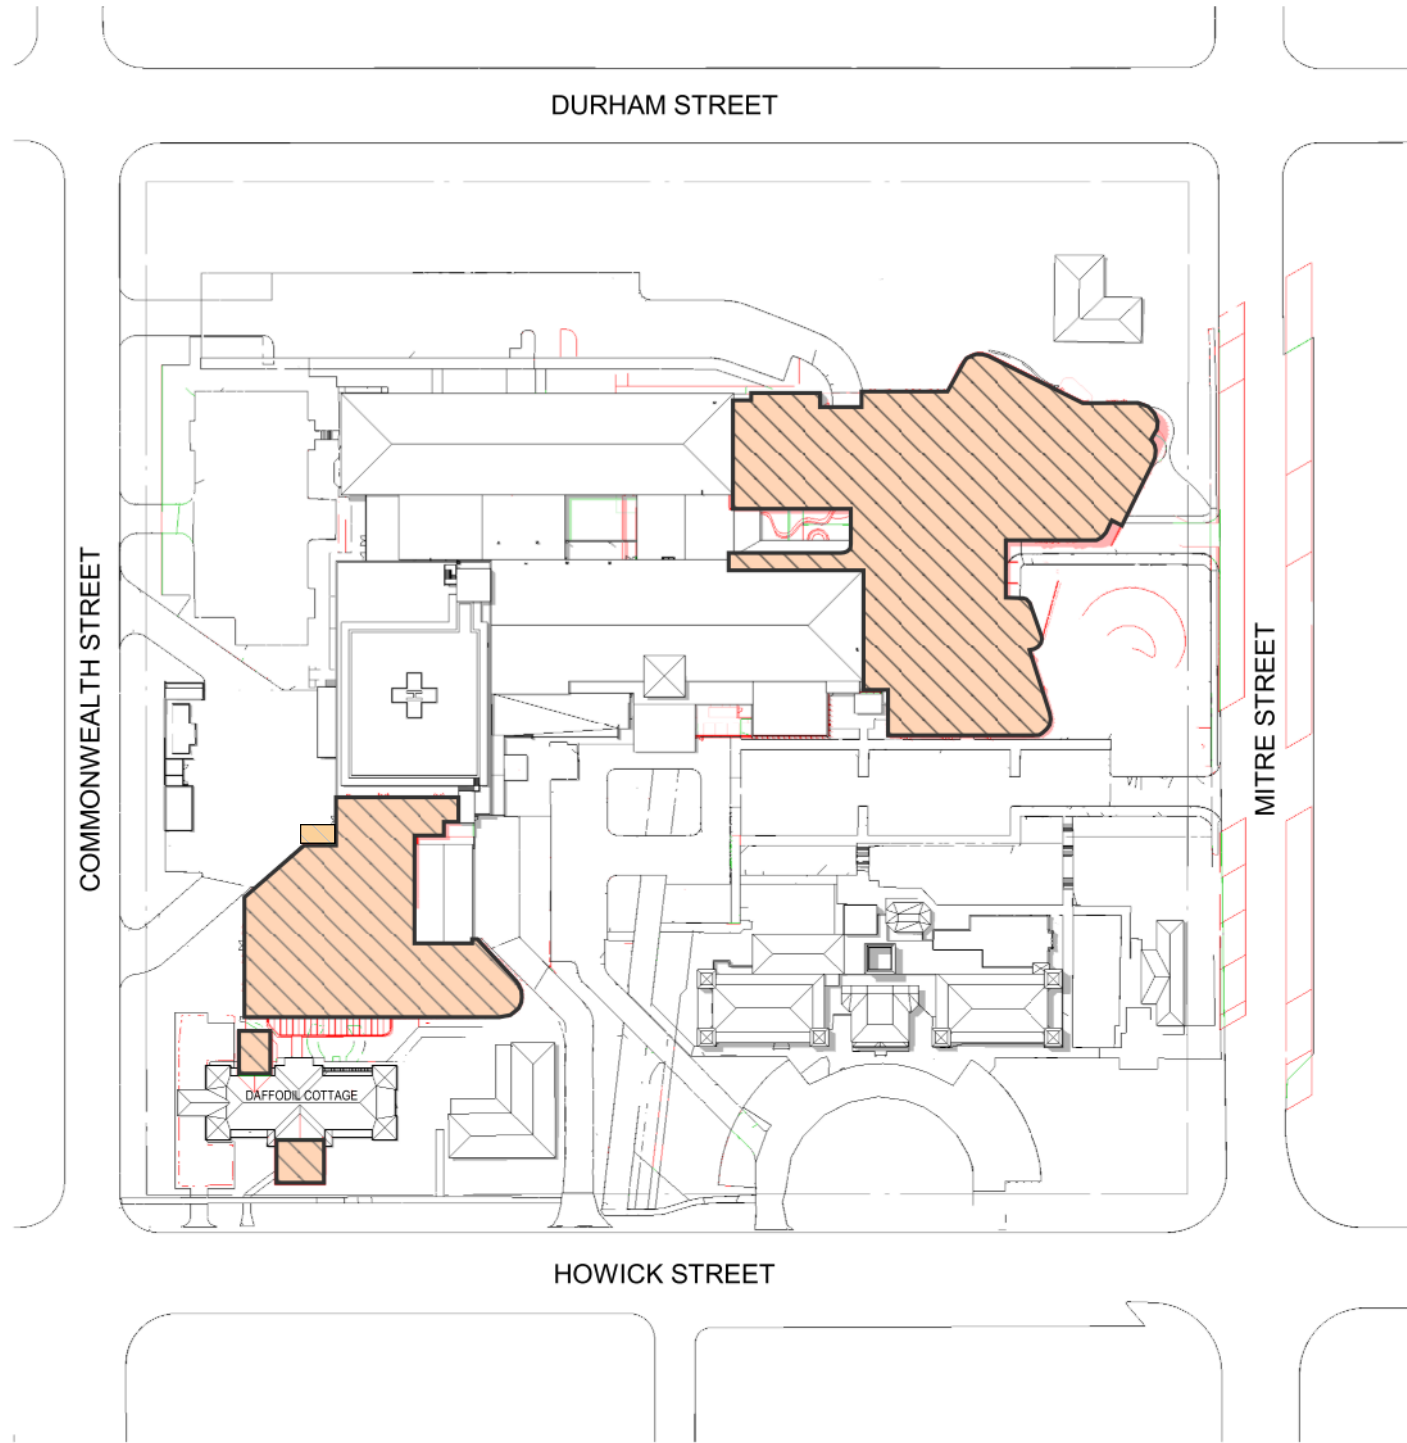 DURHAM STREET
COMMONWEALTH STREET
MITRE STREET
H
DAFFODIL COTTAGE
HOWICK STREET